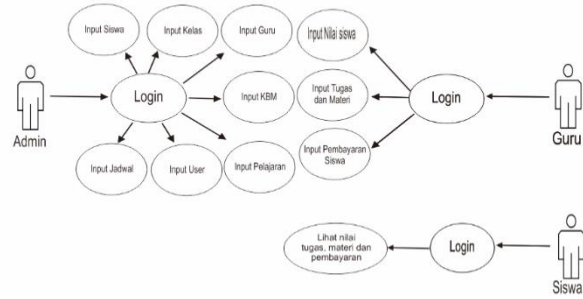 Input Siswa
Input Kelas
Input Guru
Input Nilai siswa
Login
Input KBM
Input Tugas
dan Materi
Login
Admin
Guru
Input Jadwal
Input User
Input Pelajaran
Input Pembayaran
Siswa
Lihat nilai
tugas, materi dan
pembayaran
Login
Siswa